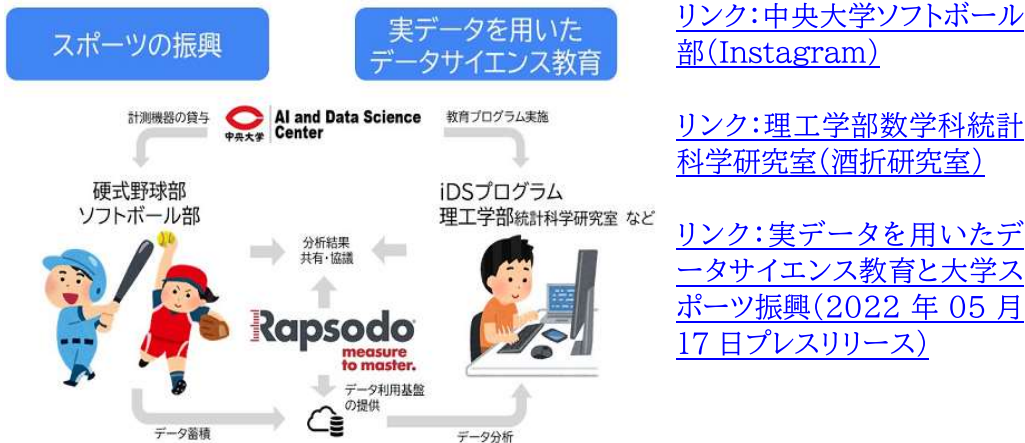 スポーツの振興
実データを用いた
データサイエンス教育
計測機器の貸与
中央大学
AI and Data Science
Center
教育プログラム実施
硬式野球部
ソフトボール部
iDSプログラム
理工学部統計科学研究室 など
分析結果
共有・協議
Rapsodo
measure
to master.
データ利用基盤
の提供
データ蓄積
データ分析
リンク：中央大学ソフトボール
部（Instagram）
リンク：理工学部数学科統計
科学研究室（酒折研究室）
リンク：実データを用いたデ
ータサイエンス教育と大学ス
ポーツ振興（2022 年 05 月
17 日プレスリリース）